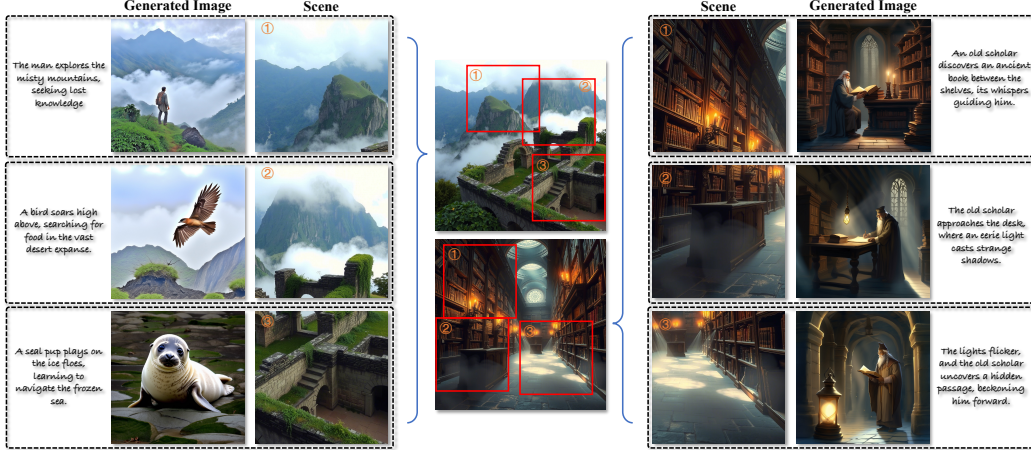 Generated Image
Scene
①
The man explores the
misty mountains,
seeking lost
knowledge
②
A bird soars high
above, searching for
food in the vast
desert expanse.
③
A seal pup plays on
the ice floes,
learning to
navigate the frozen
sea.
①
②
③
①
②
③
Scene
Generated Image
①
An old scholar
discovers an ancient
book between the
shelves, its whispers
guiding him.
②
The old scholar
approaches the desk,
where an eerie light
casts strange
shadows.
③
The lights flicker,
and the old scholar
uncovers a hidden
passage, beckoning
him forward.